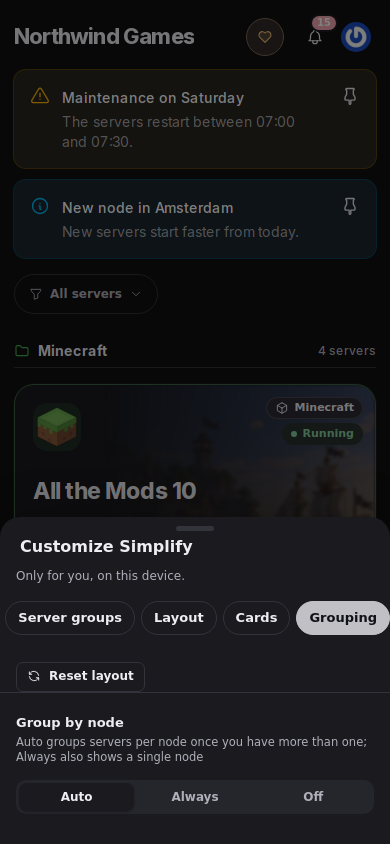 Northwind Games
15
Maintenance on Saturday
The servers restart between 07:00
and 07:30.
New node in Amsterdam
New servers start faster from today.
All servers
Minecraft
4 servers
Minecraft
Running
All the Mods 10
Customize Simplify
Only for you, on this device.
Server groups
Layout
Cards
Grouping
Reset layout
Group by node
Auto groups servers per node once you have more than one;
Always also shows a single node
Auto
Always
Off